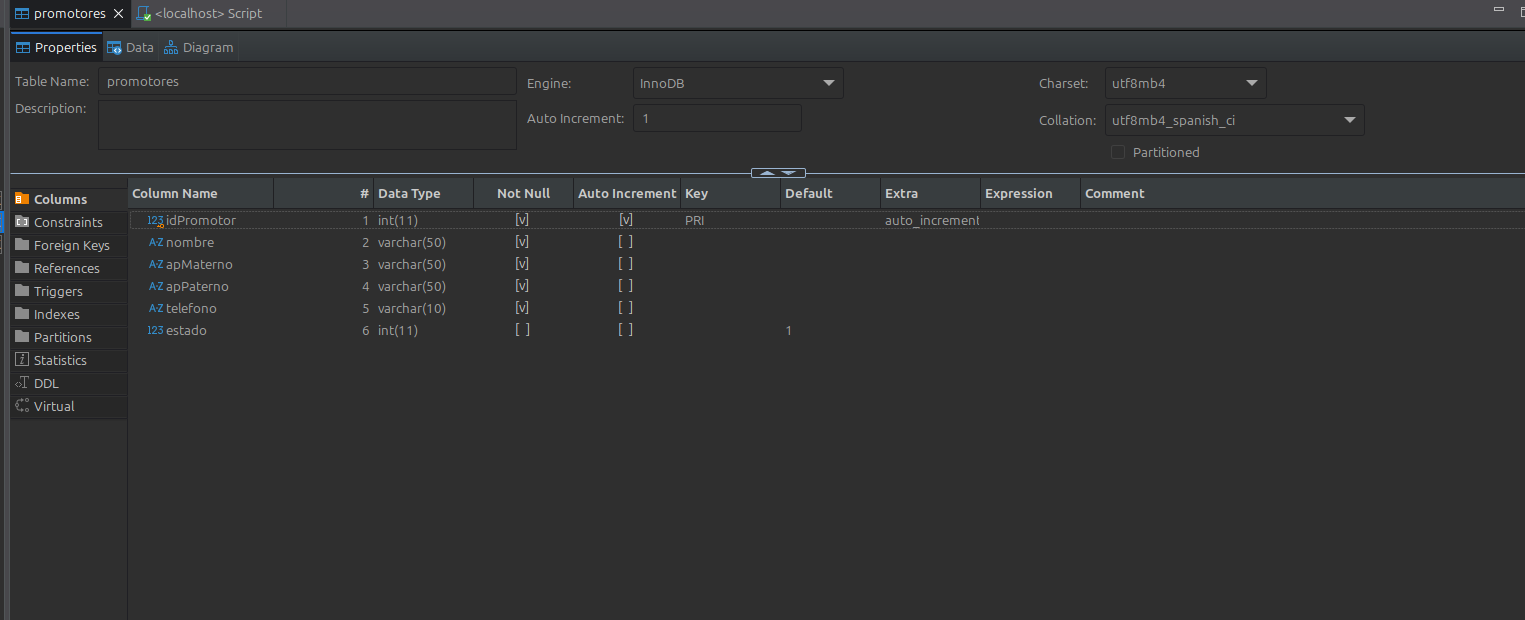 promotores
<localhost> Script
Properties Data Diagram
Table Name: promotores Engine: InnoDB Charset: utf8mb4
Description: Auto Increment: 1 Collation: utf8mb4_spanish_ci
Partitioned
Columns
Constraints
Foreign Keys
References
Triggers
Indexes
Partitions
Statistics
DDL
Virtual
Column Name # Data Type Not Null Auto Increment Key Default Extra Expression Comment
123 idPromotor 1 int(11) [v] [v] PRI auto_increment
A-Z nombre 2 varchar(50) [v] [ ]
A-Z apMaterno 3 varchar(50) [v] [ ]
A-Z apPaterno 4 varchar(50) [v] [ ]
A-Z telefono 5 varchar(10) [v] [ ]
123 estado 6 int(11) [ ] [ ] 1